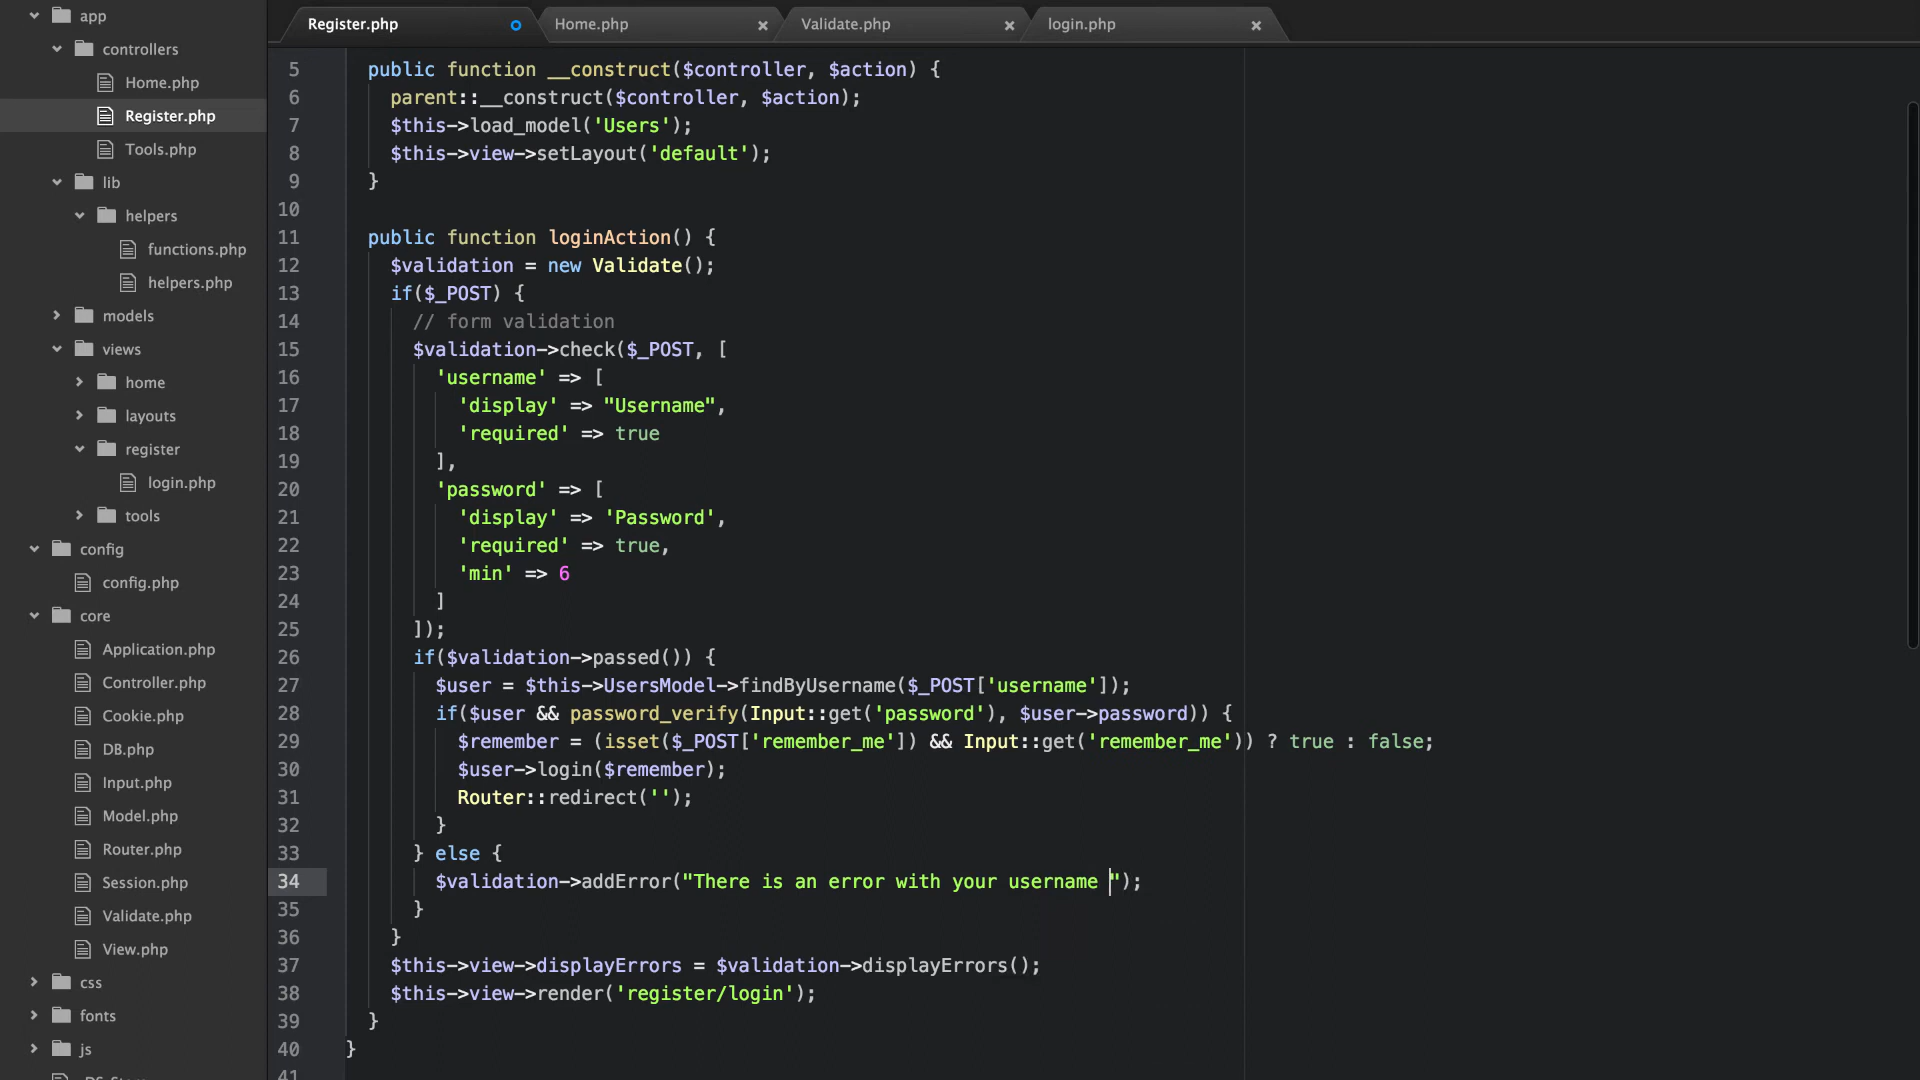 app
controllers
Home.php
Register.php
Tools.php
lib
helpers
functions.php
helpers.php
models
views
home
layouts
register
login.php
tools
config
config.php
core
Application.php
Controller.php
Cookie.php
DB.php
Input.php
Model.php
Router.php
Session.php
Validate.php
View.php
css
fonts
js
Register.php Home.php Validate.php login.php
5 public function __construct($controller, $action) {
6 parent::__construct($controller, $action);
7 $this->load_model('Users');
8 $this->view->setLayout('default');
9 }
10
11 public function loginAction() {
12 $validation = new Validate();
13 if($_POST) {
14 // form validation
15 $validation->check($_POST, [
16 'username' => [
17 'display' => "Username",
18 'required' => true
19 ],
20 'password' => [
21 'display' => 'Password',
22 'required' => true,
23 'min' => 6
24 ]
25 ]);
26 if($validation->passed()) {
27 $user = $this->UsersModel->findByUsername($_POST['username']);
28 if($user && password_verify(Input::get('password'), $user->password)) {
29 $remember = (isset($_POST['remember_me']) && Input::get('remember_me')) ? true : false;
30 $user->login($remember);
31 Router::redirect('');
32 }
33 } else {
34 $validation->addError("There is an error with your username ");
35 }
36 }
37 $this->view->displayErrors = $validation->displayErrors();
38 $this->view->render('register/login');
39 }
40 }
41